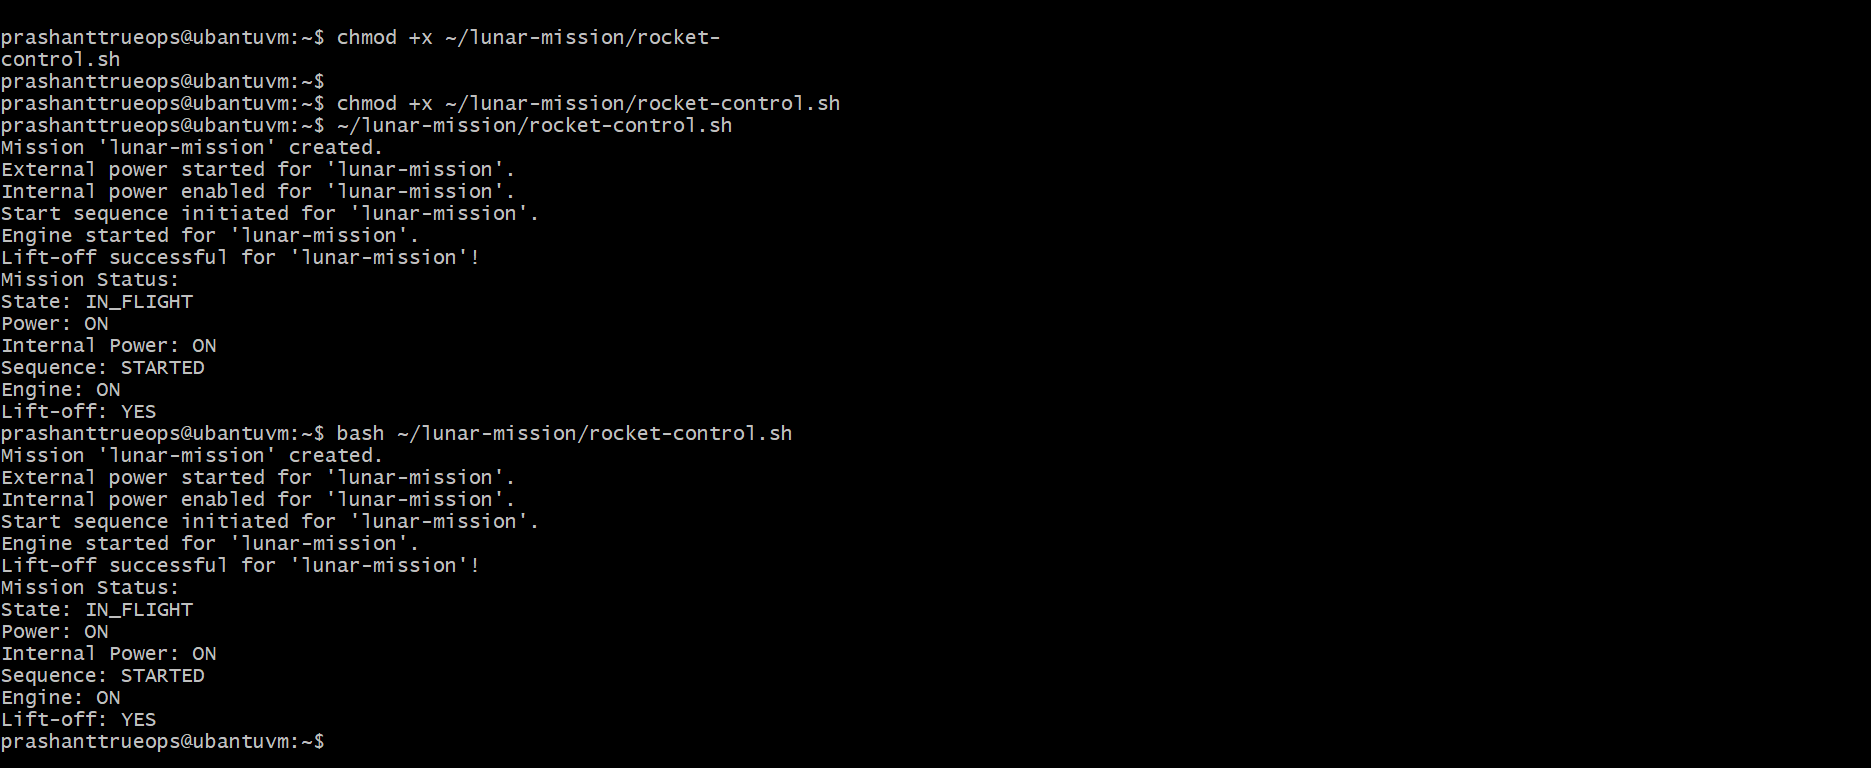 prashanttrueops@ubantuvm:~$ chmod +x ~/lunar-mission/rocket-
control.sh
prashanttrueops@ubantuvm:~$
prashanttrueops@ubantuvm:~$ chmod +x ~/lunar-mission/rocket-control.sh
prashanttrueops@ubantuvm:~$ ~/lunar-mission/rocket-control.sh
Mission 'lunar-mission' created.
External power started for 'lunar-mission'.
Internal power enabled for 'lunar-mission'.
Start sequence initiated for 'lunar-mission'.
Engine started for 'lunar-mission'.
Lift-off successful for 'lunar-mission'!
Mission Status:
State: IN_FLIGHT
Power: ON
Internal Power: ON
Sequence: STARTED
Engine: ON
Lift-off: YES
prashanttrueops@ubantuvm:~$ bash ~/lunar-mission/rocket-control.sh
Mission 'lunar-mission' created.
External power started for 'lunar-mission'.
Internal power enabled for 'lunar-mission'.
Start sequence initiated for 'lunar-mission'.
Engine started for 'lunar-mission'.
Lift-off successful for 'lunar-mission'!
Mission Status:
State: IN_FLIGHT
Power: ON
Internal Power: ON
Sequence: STARTED
Engine: ON
Lift-off: YES
prashanttrueops@ubantuvm:~$